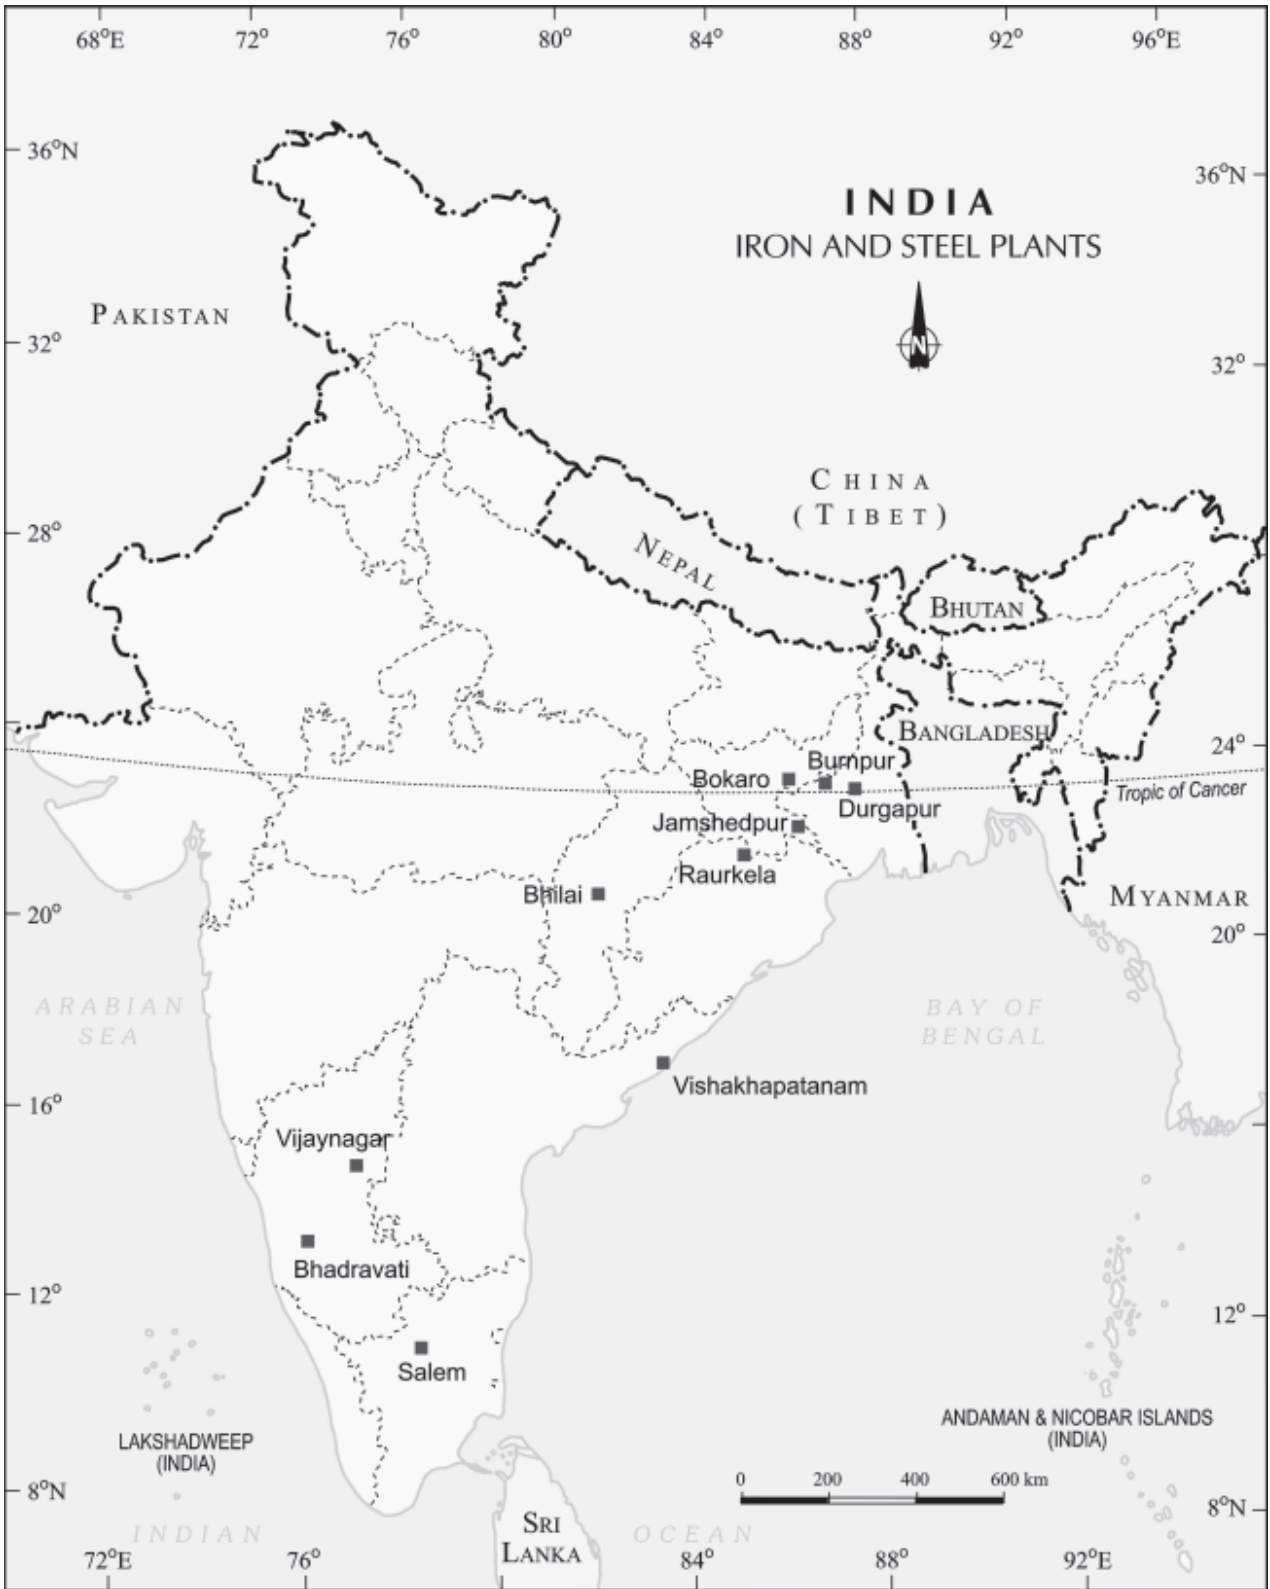 68°E 72° 76° 80° 84° 88° 92° 96°E
36°N
36°N
INDIA
IRON AND STEEL PLANTS
N
PAKISTAN
32°
32°
CHINA
(TIBET)
28°
NEPAL
BHUTAN
BANGLADESH
24°
Burnpur
Bokaro
Tropic of Cancer
Durgapur
Jamshedpur
Raurkela
Bhilai
MYANMAR
20°
20°
ARABIAN
SEA
BAY OF
BENGAL
Vishakhapatanam
16°
Vijaynagar
Bhadravati
12°
12°
Salem
ANDAMAN & NICOBAR ISLANDS
(INDIA)
LAKSHADWEEP
(INDIA)
0 200 400 600 km
8°N
8°N
SRI
LANKA
INDIAN OCEAN
72°E 76° 84° 88° 92°E